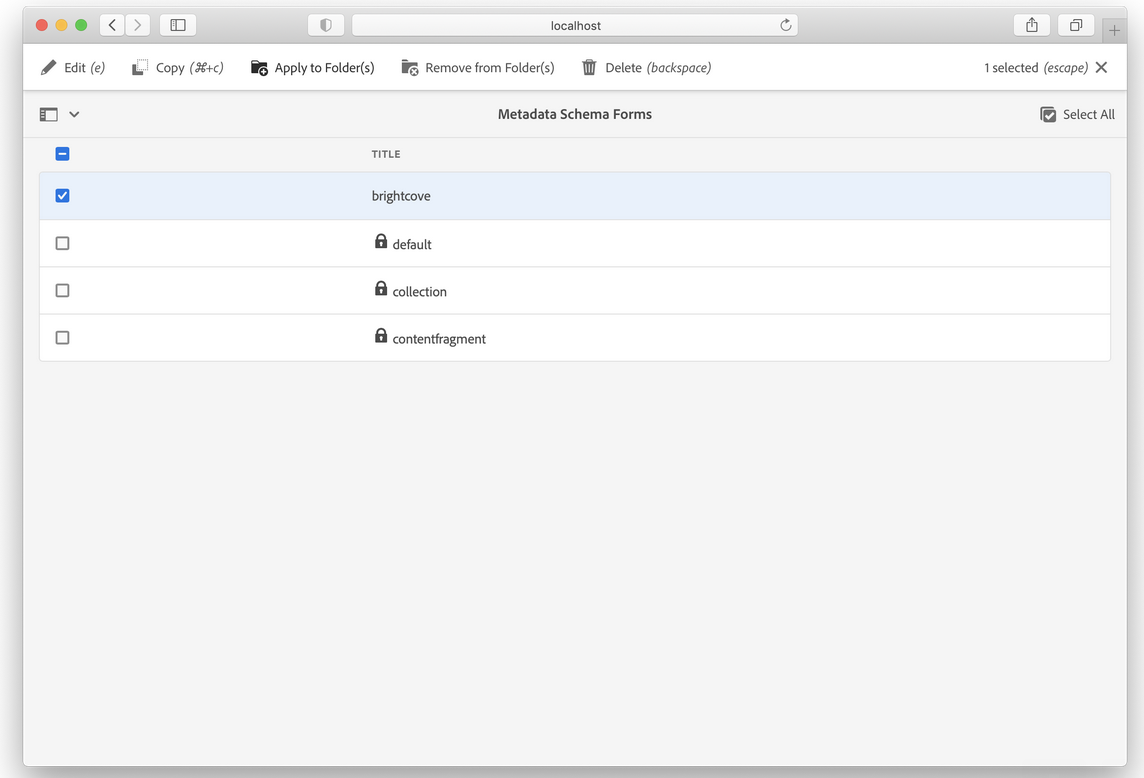 localhost
Edit (e) Copy (⌘+c) Apply to Folder(s) Remove from Folder(s) Delete (backspace) 1 selected (escape)
Metadata Schema Forms Select All
TITLE
brightcove
default
collection
contentfragment